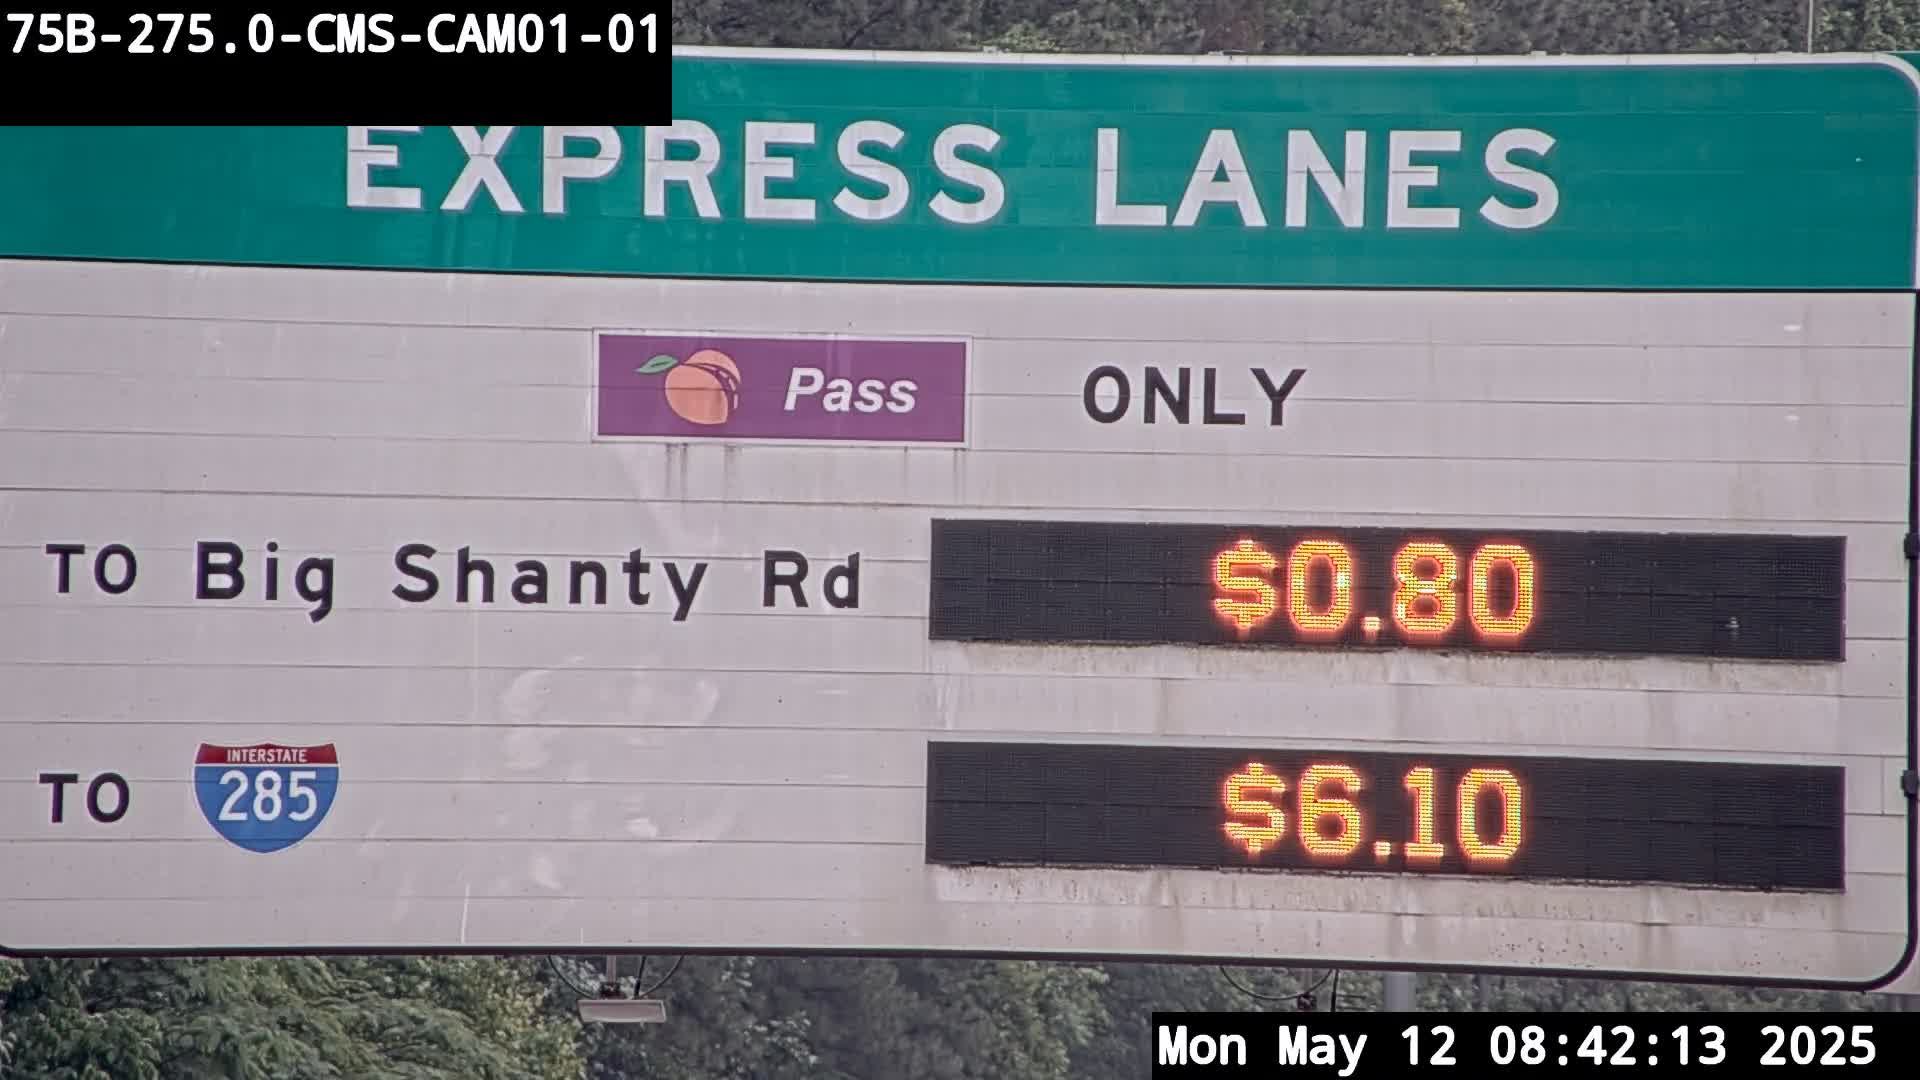 75B-275.0-CMS-CAM01-01
EXPRESS LANES
Pass ONLY
TO Big Shanty Rd $0.80
INTERSTATE
TO 285 $6.10
Mon May 12 08:42:13 2025